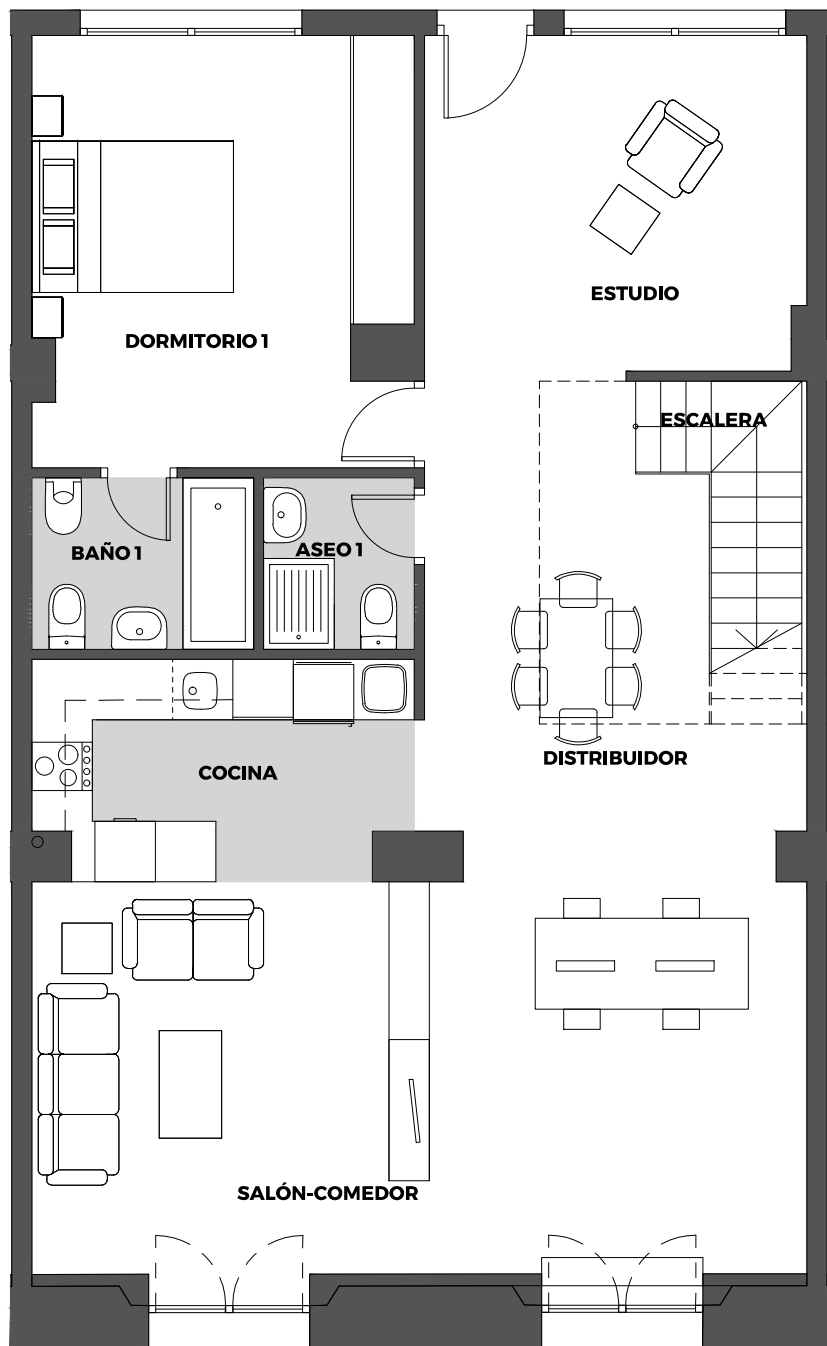 ESTUDIO
DORMITORIO 1
ESCALERA
BAÑO 1
ASEO 1
DISTRIBUIDOR
COCINA
SALÓN-COMEDOR